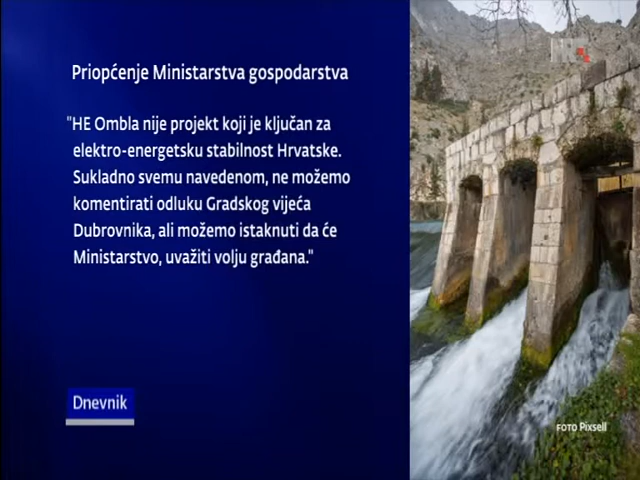 Priopćenje Ministarstva gospodarstva
"HE Ombla nije projekt koji je ključan za
elektro-energetsku stabilnost Hrvatske.
Sukladno svemu navedenom, ne možemo
komentirati odluku Gradskog vijeća
Dubrovnika, ali možemo istaknuti da će
Ministarstvo, uvažiti volju građana."
Dnevnik
FOTO Pixsell